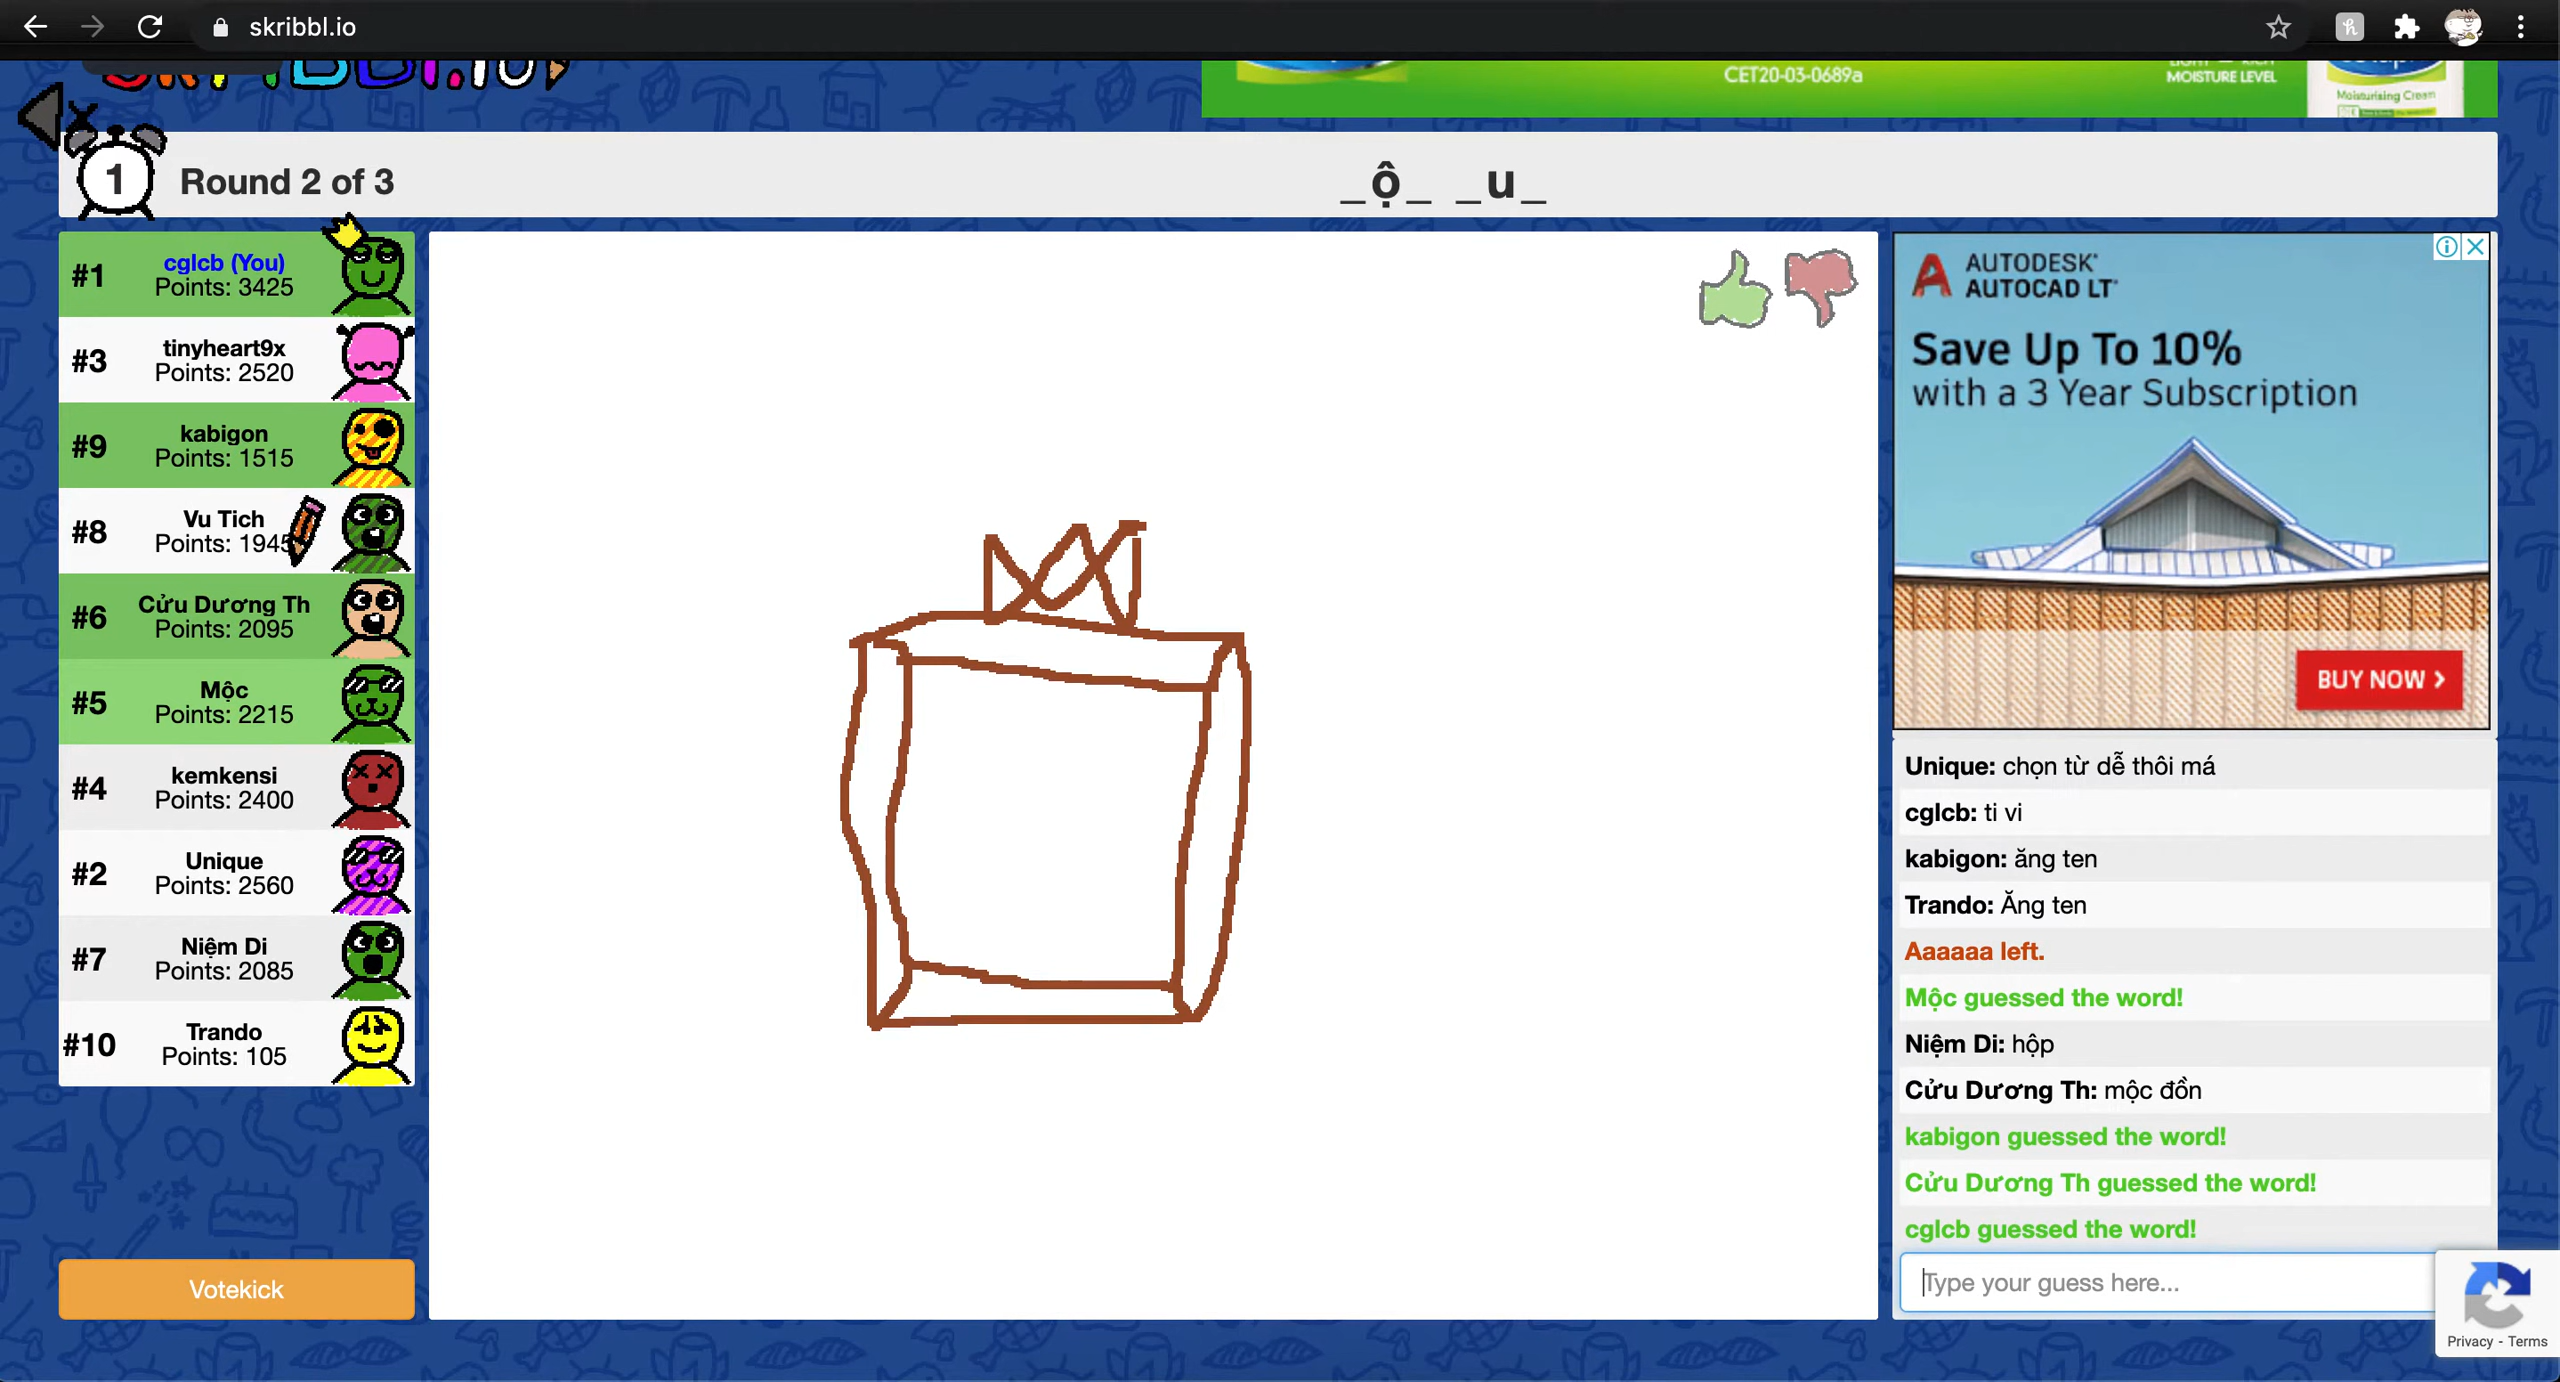 skribbl.io
SKRIBBL.IO
CET20-03-0689a
MOISTURE LEVEL
Moisturising Cream
1
Round 2 of 3
_ộ_ _u_
#1
cglcb (You)
Points: 3425
#3
tinyheart9x
Points: 2520
#9
kabigon
Points: 1515
#8
Vu Tich
Points: 1945
#6
Cửu Dương Th
Points: 2095
#5
Mộc
Points: 2215
#4
kemkensi
Points: 2400
#2
Unique
Points: 2560
#7
Niệm Di
Points: 2085
#10
Trando
Points: 105
Votekick
AUTODESK®
AUTOCAD LT®
Save Up To 10%
with a 3 Year Subscription
BUY NOW
Unique: chọn từ dễ thôi má
cglcb: ti vi
kabigon: ăng ten
Trando: Ăng ten
Aaaaaa left.
Mộc guessed the word!
Niệm Di: hộp
Cửu Dương Th: mộc đồn
kabigon guessed the word!
Cửu Dương Th guessed the word!
cglcb guessed the word!
Type your guess here...
Privacy - Terms